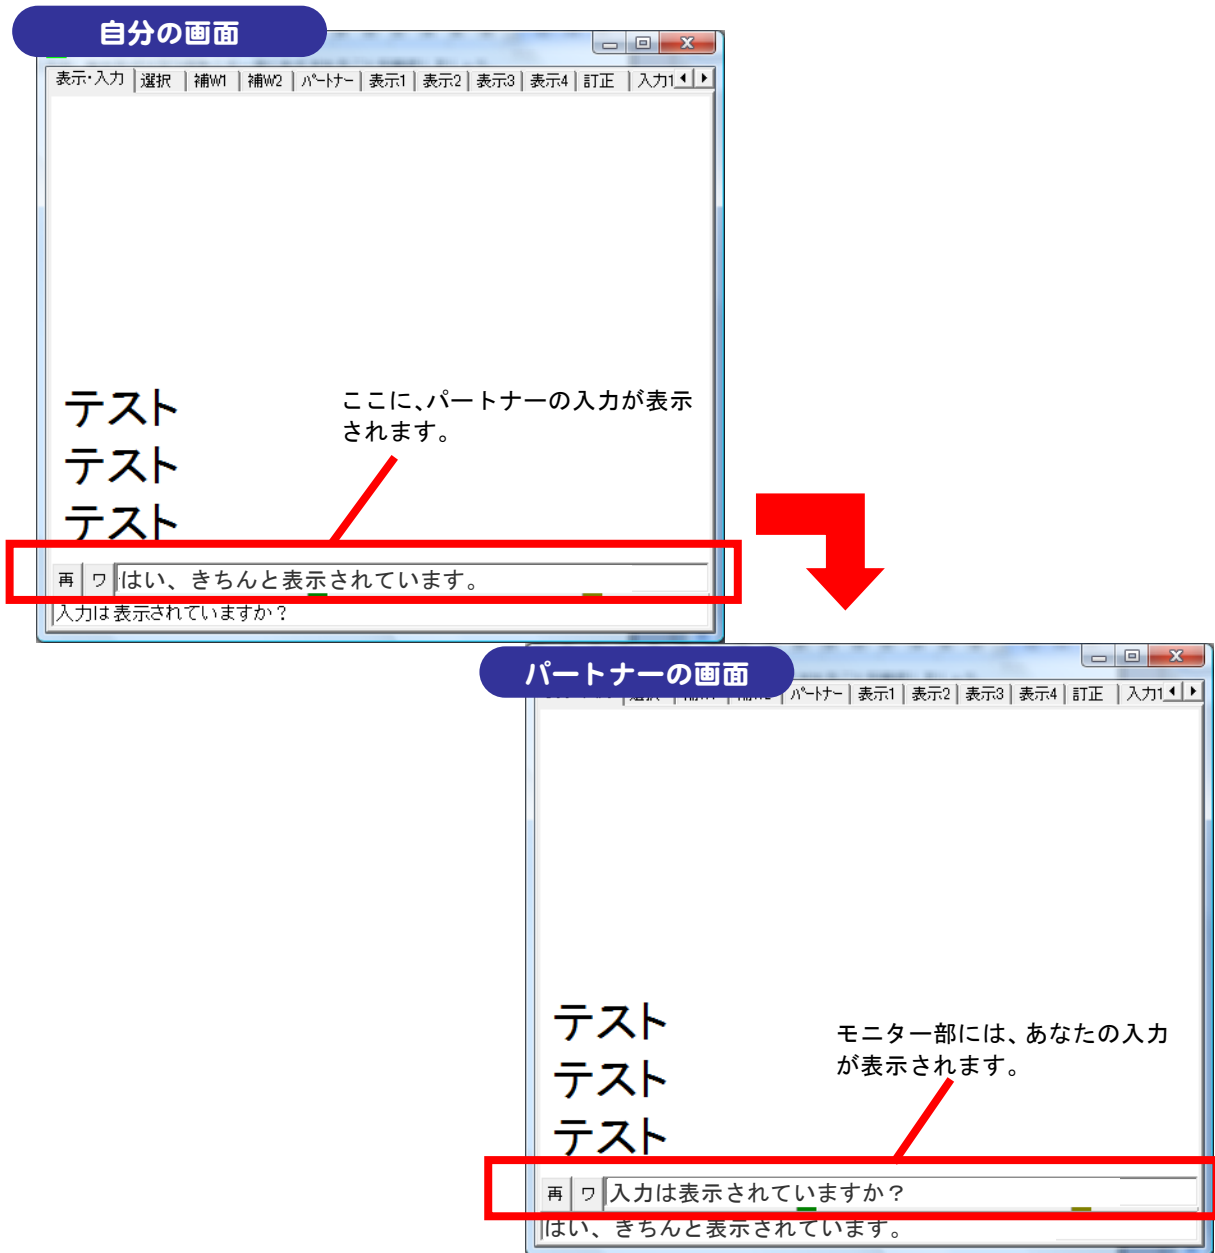 自分の画面
表示・入力 選択 補W1 補W2 パートナー 表示1 表示2 表示3 表示4 訂正 入力1
テスト
テスト
テスト
ここに、パートナーの入力が表示
されます。
再 ワ はい、きちんと表示されています。
入力は表示されていますか？
パートナーの画面
パートナー 表示1 表示2 表示3 表示4 訂正 入力1
テスト
テスト
テスト
モニター部には、あなたの入力
が表示されます。
再 ワ 入力は表示されていますか？
はい、きちんと表示されています。